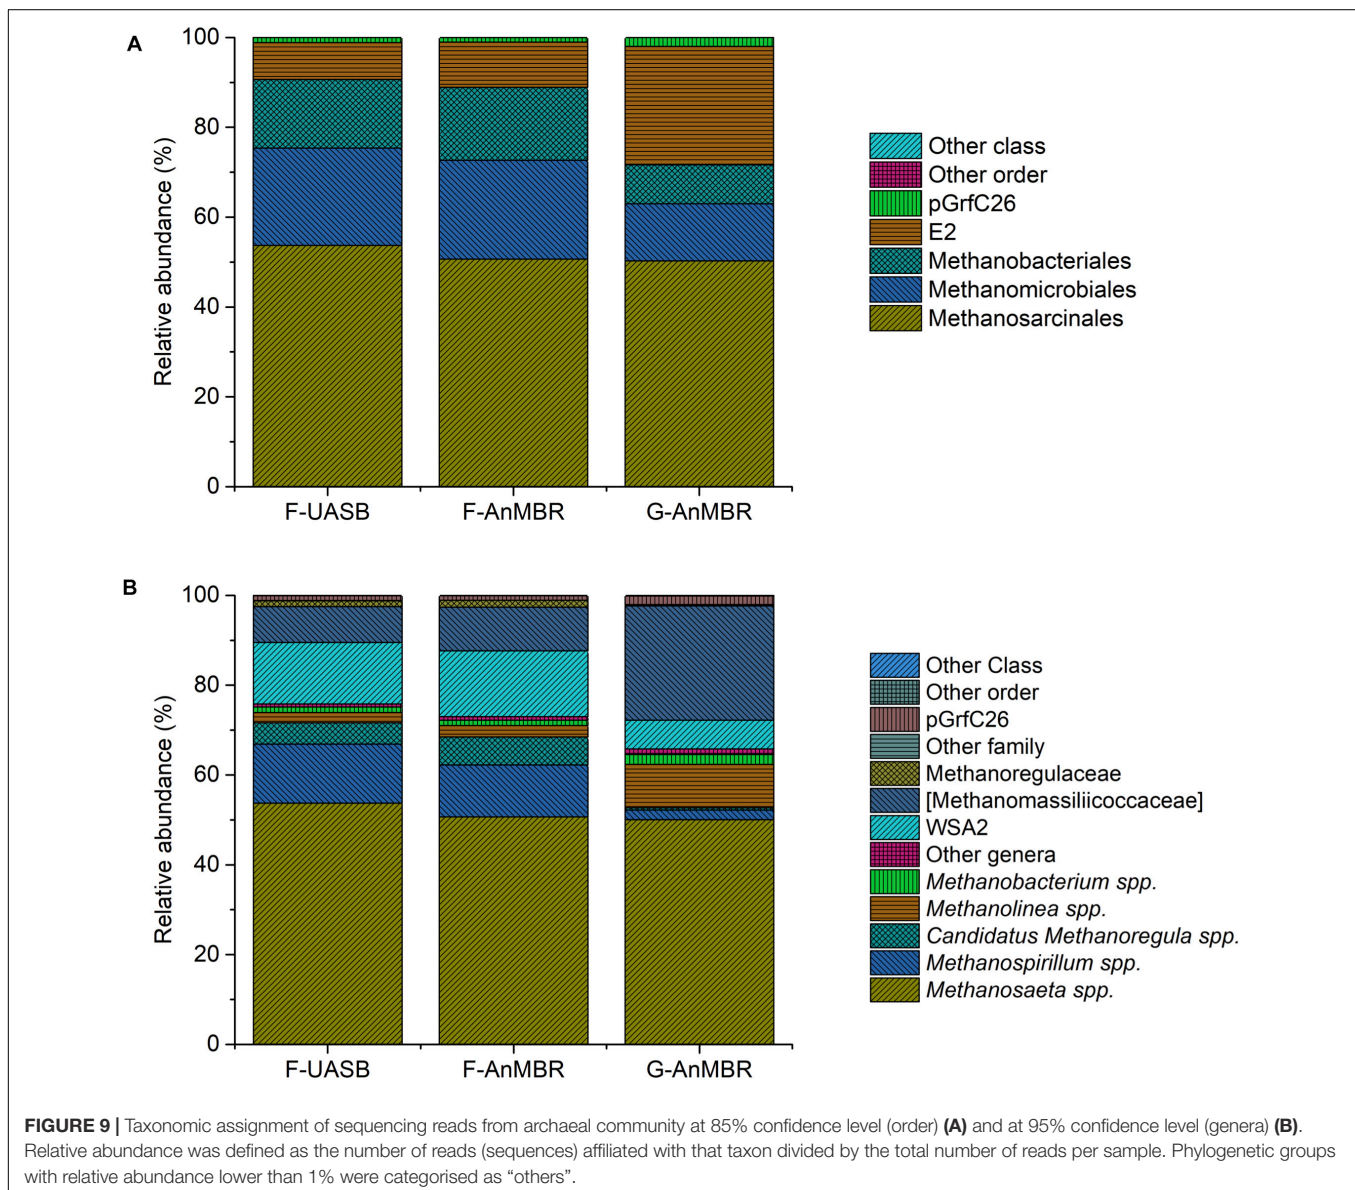 A
100
80
60
40
20
0
Relative abundance (%)
F-UASB
F-AnMBR
G-AnMBR
Other class
Other order
pGrfC26
E2
Methanobacteriales
Methanomicrobiales
Methanosarcinales
B
100
80
60
40
20
0
Relative abundance (%)
F-UASB
F-AnMBR
G-AnMBR
Other Class
Other order
pGrfC26
Other family
Methanoregulaceae
[Methanomassiliicoccaceae]
WSA2
Other genera
Methanobacterium spp.
Methanolinea spp.
Candidatus Methanoregula spp.
Methanospirillum spp.
Methanosaeta spp.
FIGURE 9 | Taxonomic assignment of sequencing reads from archaeal community at 85% confidence level (order) (A) and at 95% confidence level (genera) (B).
Relative abundance was defined as the number of reads (sequences) affiliated with that taxon divided by the total number of reads per sample. Phylogenetic groups
with relative abundance lower than 1% were categorised as “others”.